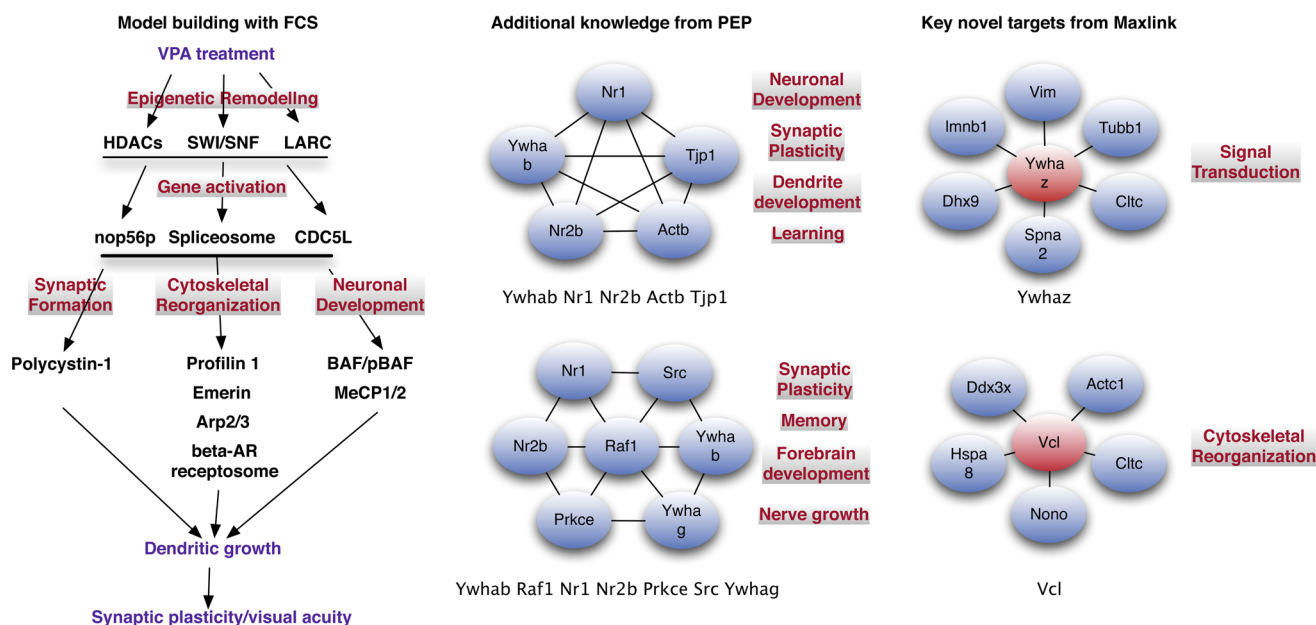 Model building with FCS
VPA treatment
Epigenetic Remodellng
HDACs SWI/SNF LARC
Gene activation
nop56p Spliceosome CDC5L
Synaptic
Formation
Cytoskeletal
Reorganization
Neuronal
Development
Polycystin-1
Profilin 1
Emerin
Arp2/3
beta-AR
receptosome
BAF/pBAF
MeCP1/2
Dendritic growth
Synaptic plasticity/visual acuity
Additional knowledge from PEP
Nr1
Ywha
b
Tjp1
Nr2b
Actb
Neuronal
Development
Synaptic
Plasticity
Dendrite
development
Learning
Ywhab Nr1 Nr2b Actb Tjp1
Nr1
Src
Nr2b
Raf1
Ywha
b
Prkce
Ywha
g
Synaptic
Plasticity
Memory
Forebrain
development
Nerve growth
Ywhab Raf1 Nr1 Nr2b Prkce Src Ywhag
Key novel targets from Maxlink
Vim
lmnb1
Tubb1
Ywha
z
Dhx9
Cltc
Spna
2
Signal
Transduction
Ywhaz
Ddx3x
Actc1
Vcl
Hspa
8
Cltc
Nono
Cytoskeletal
Reorganization
Vcl